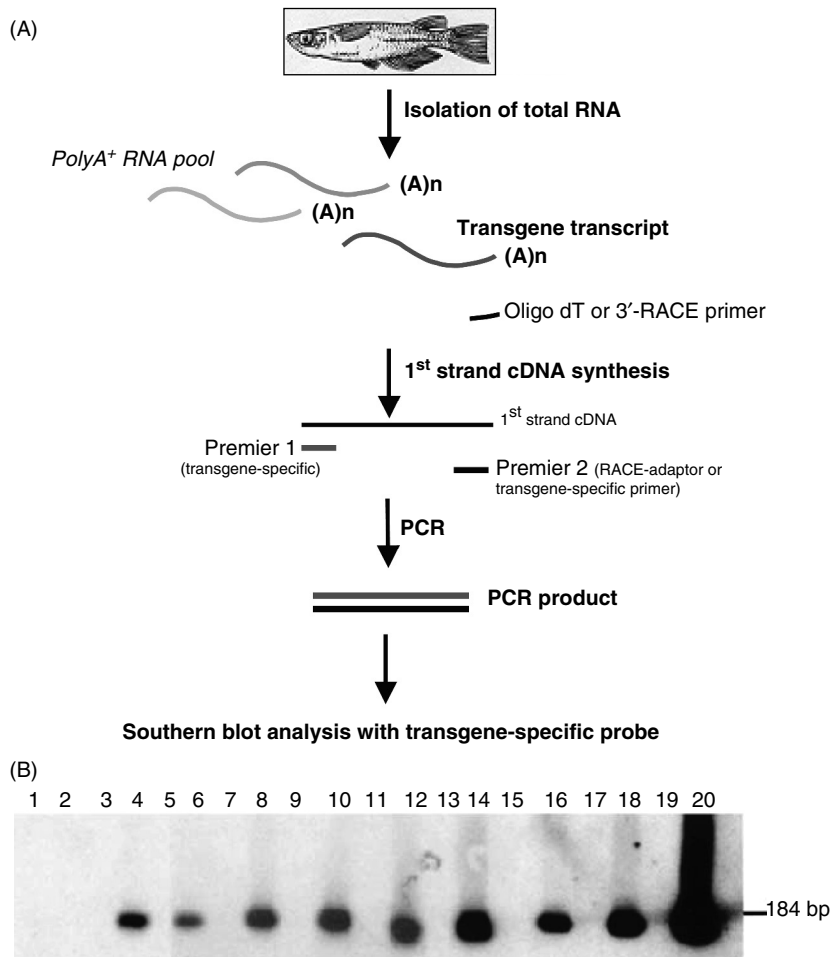 (A)
Isolation of total RNA
PolyA+ RNA pool
(A)n
(A)n
Transgene transcript
(A)n
Oligo dT or 3′-RACE primer
1st strand cDNA synthesis
1st strand cDNA
Premier 1
(transgene-specific)
Premier 2 (RACE-adaptor or
transgene-specific primer)
PCR
PCR product
Southern blot analysis with transgene-specific probe
(B)
1 2 3 4 5 6 7 8 9 10 11 12 13 14 15 16 17 18 19 20
184 bp